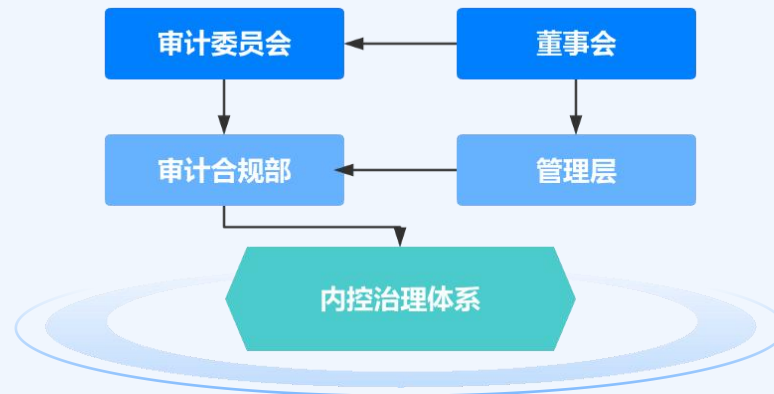 审计委员会
董事会
审计合规部
管理层
内控治理体系